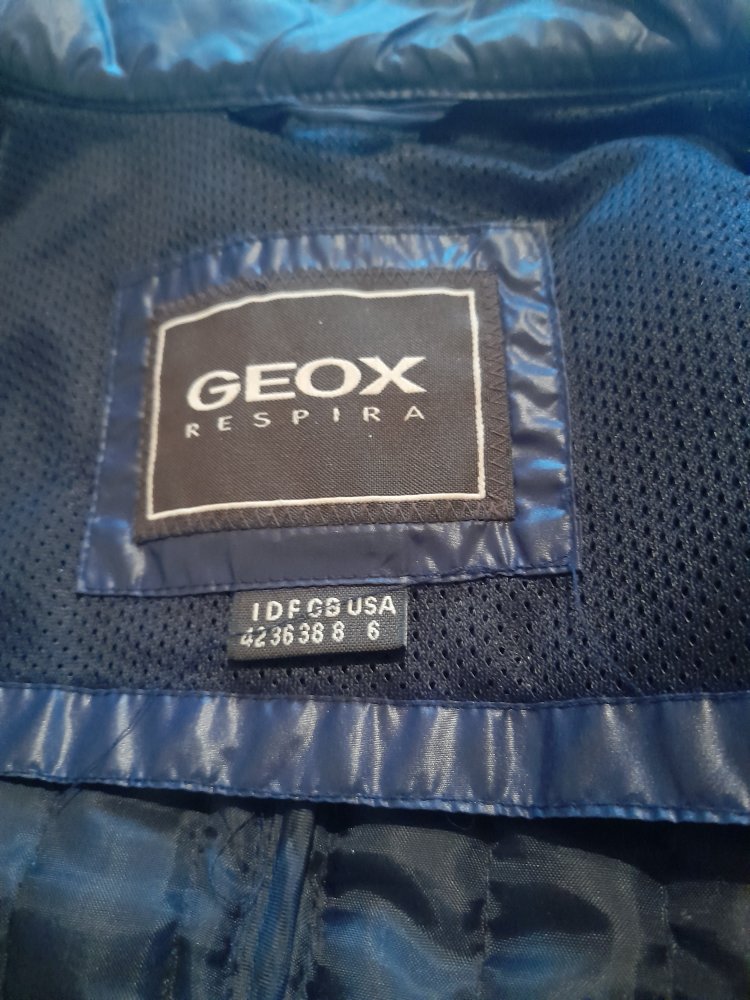 GEOX
RESPIRA
I D F GB USA
42 36 38 8 6